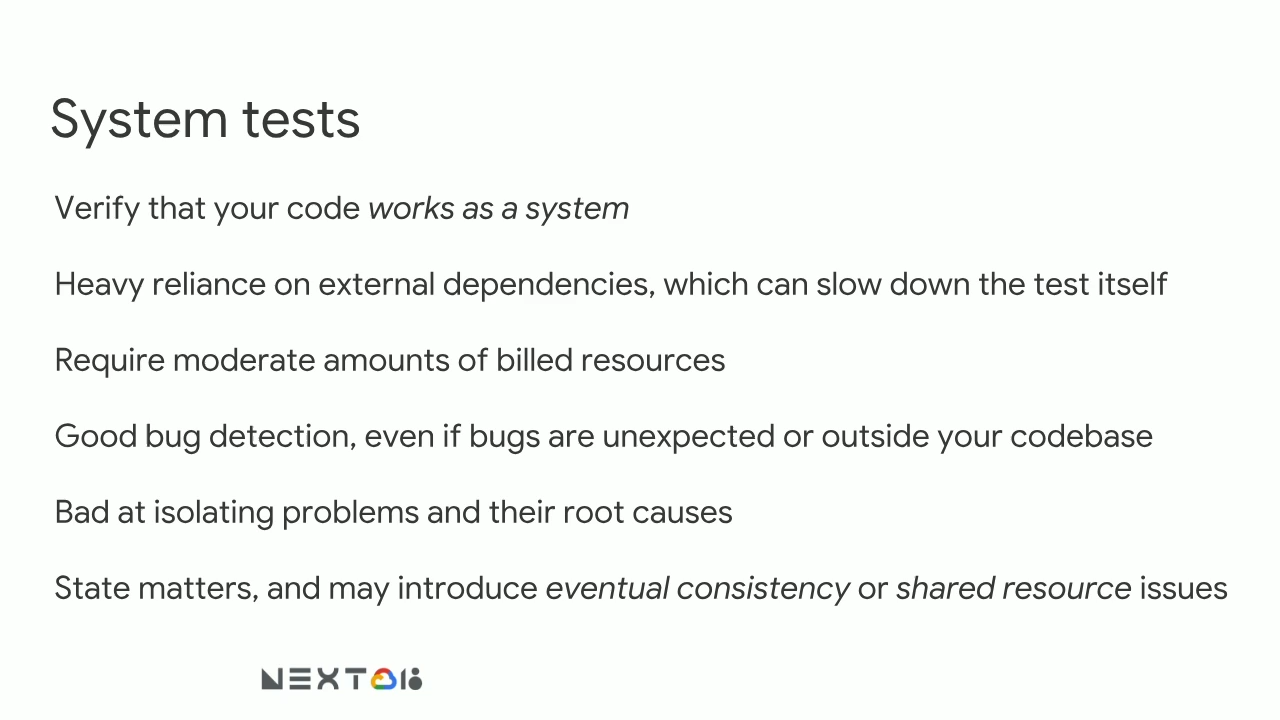 System tests
Verify that your code works as a system
Heavy reliance on external dependencies, which can slow down the test itself
Require moderate amounts of billed resources
Good bug detection, even if bugs are unexpected or outside your codebase
Bad at isolating problems and their root causes
State matters, and may introduce eventual consistency or shared resource issues
NEXT 18